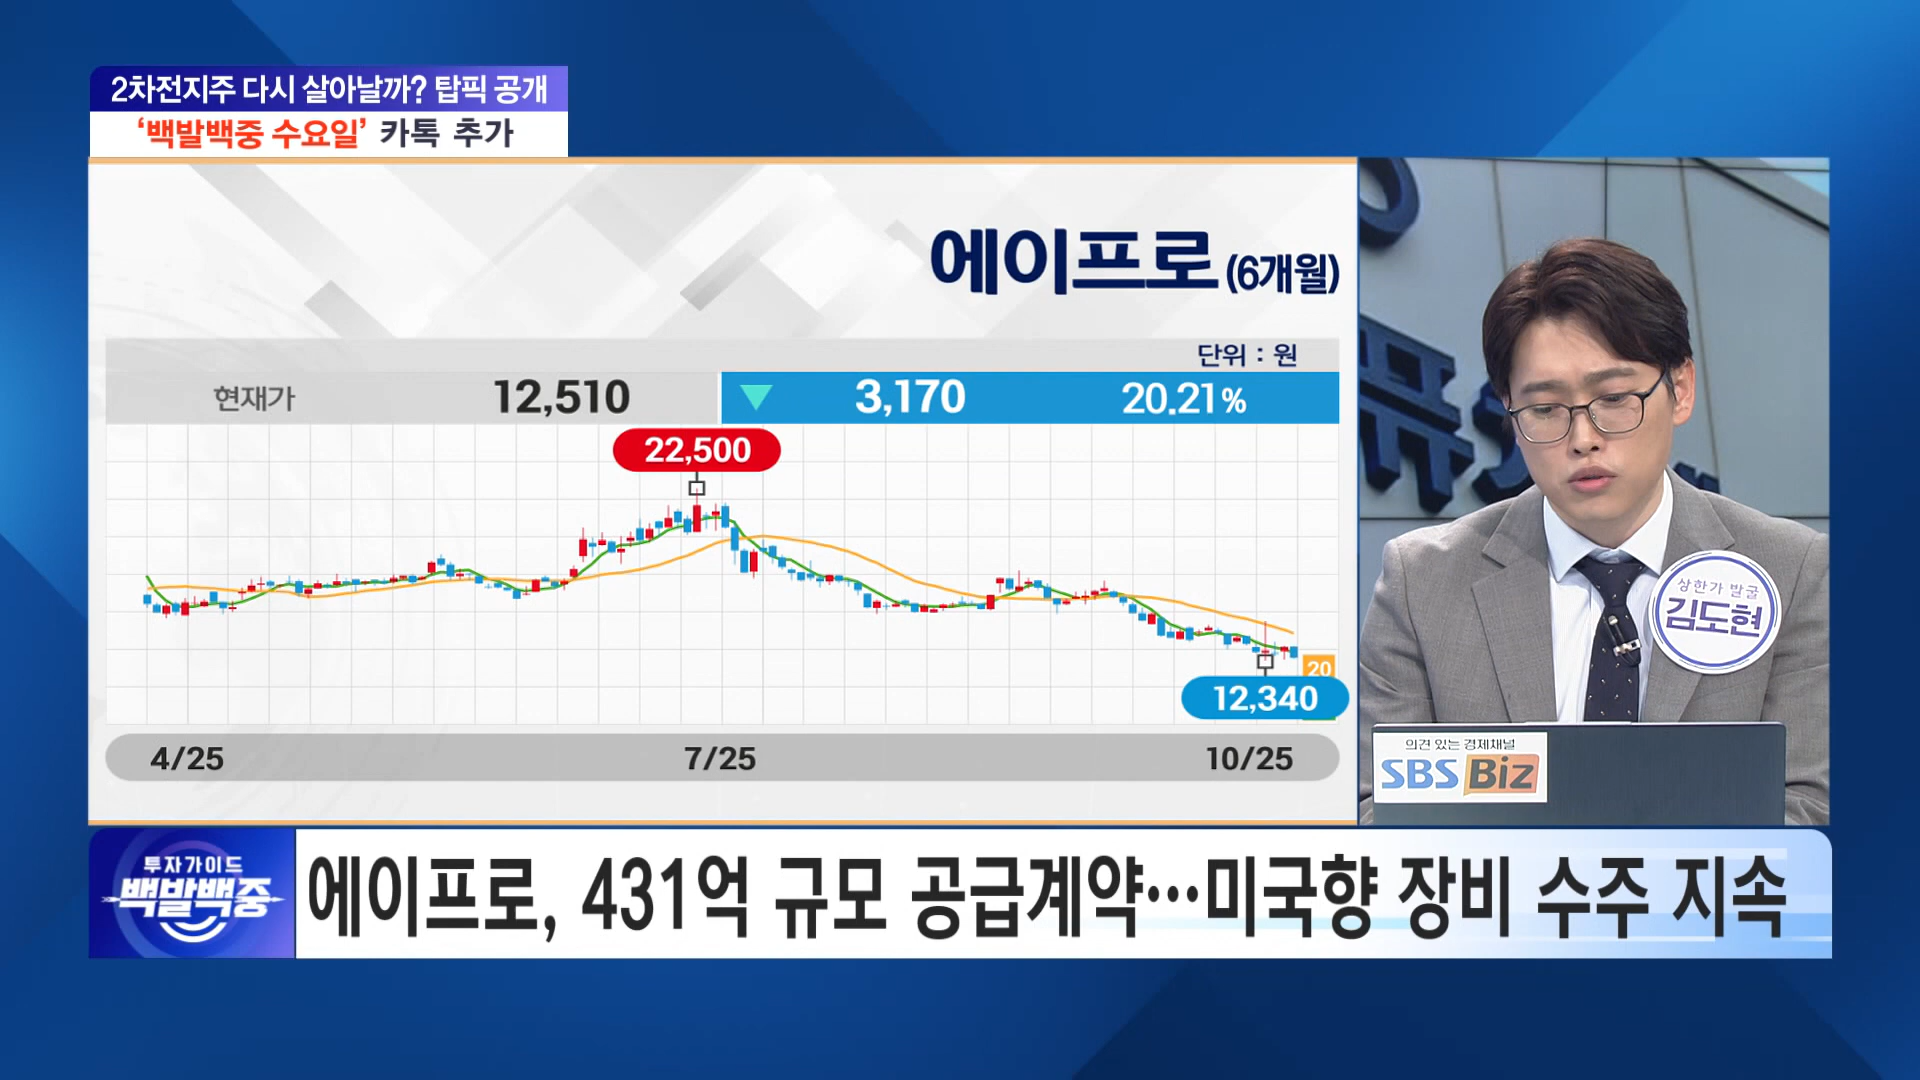 2차전지주 다시 살아날까? 탑픽 공개
‘백발백중 수요일’ 카톡 추가
에이프로 (6개월)
단위 : 원
현재가 12,510 ▼ 3,170 20.21%
22,500
20
12,340
4/25 7/25 10/25
상한가 발굴
김도현
의견 있는 경제채널
SBS Biz
투자가이드
백발백중
에이프로, 431억 규모 공급계약…미국향 장비 수주 지속